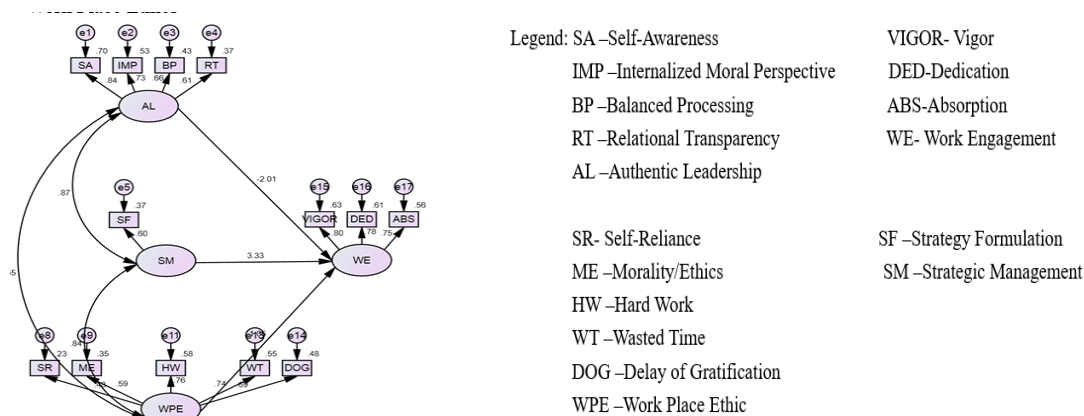 e1 e2 e3 e4
.70 .53 .43 .37
SA IMP BP RT
.84 .73 .66 .61
AL
-2.01
.87
e5
.37
SF
.60
SM
3.33
e15 e16 e17
.63 .61 .56
VIGOR DED ABS
.80 .78 .75
WE
e8 e9 e11 e14
.84
.23 .35 .58 .55 .48
SR ME HW WT DOG
.59 .76 .74
WPE
Legend: SA –Self-Awareness
IMP –Internalized Moral Perspective
BP –Balanced Processing
RT –Relational Transparency
AL –Authentic Leadership
SR- Self-Reliance
ME –Morality/Ethics
HW –Hard Work
WT –Wasted Time
DOG –Delay of Gratification
WPE –Work Place Ethic
VIGOR- Vigor
DED-Dedication
ABS-Absorption
WE- Work Engagement
SF –Strategy Formulation
SM –Strategic Management